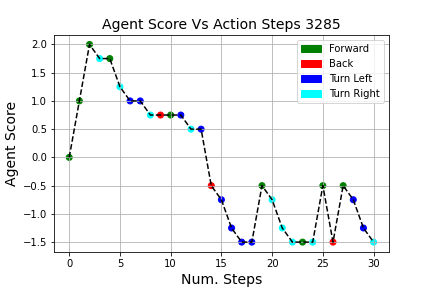 Agent Score Vs Action Steps 3285
Forward
Back
Turn Left
Turn Right
2.0
1.5
1.0
0.5
0.0
−0.5
−1.0
−1.5
Agent Score
0 5 10 15 20 25 30
Num. Steps